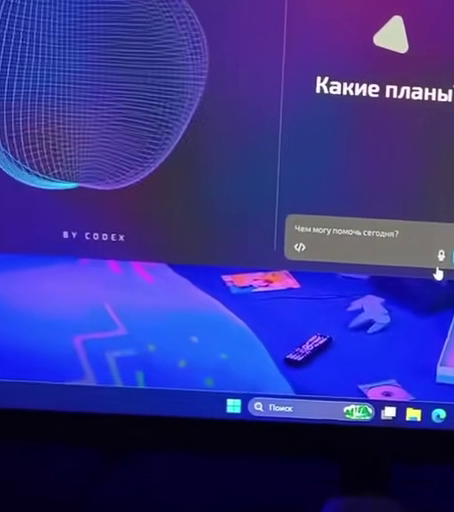 Какие планы
Чем могу помочь сегодня?
</>
BY CODEX
Поиск